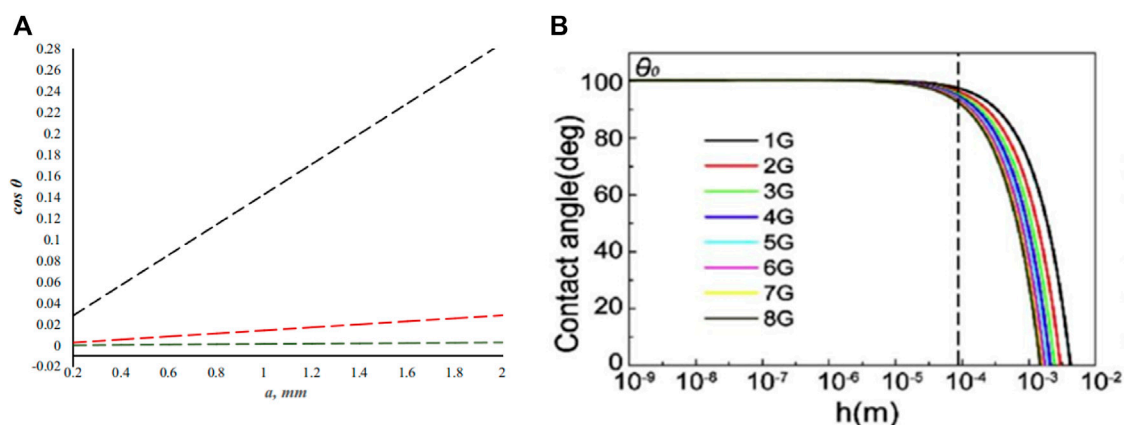 A
0.28
0.26
0.24
0.22
0.2
0.18
0.16
0.14
0.12
0.1
0.08
0.06
0.04
0.02
0
-0.02
cos θ
0.2 0.4 0.6 0.8 1 1.2 1.4 1.6 1.8 2
a, mm
B
θ₀
100
80
60
40
20
0
Contact angle(deg)
1G
2G
3G
4G
5G
6G
7G
8G
10⁻⁹ 10⁻⁸ 10⁻⁷ 10⁻⁶ 10⁻⁵ 10⁻⁴ 10⁻³ 10⁻²
h(m)